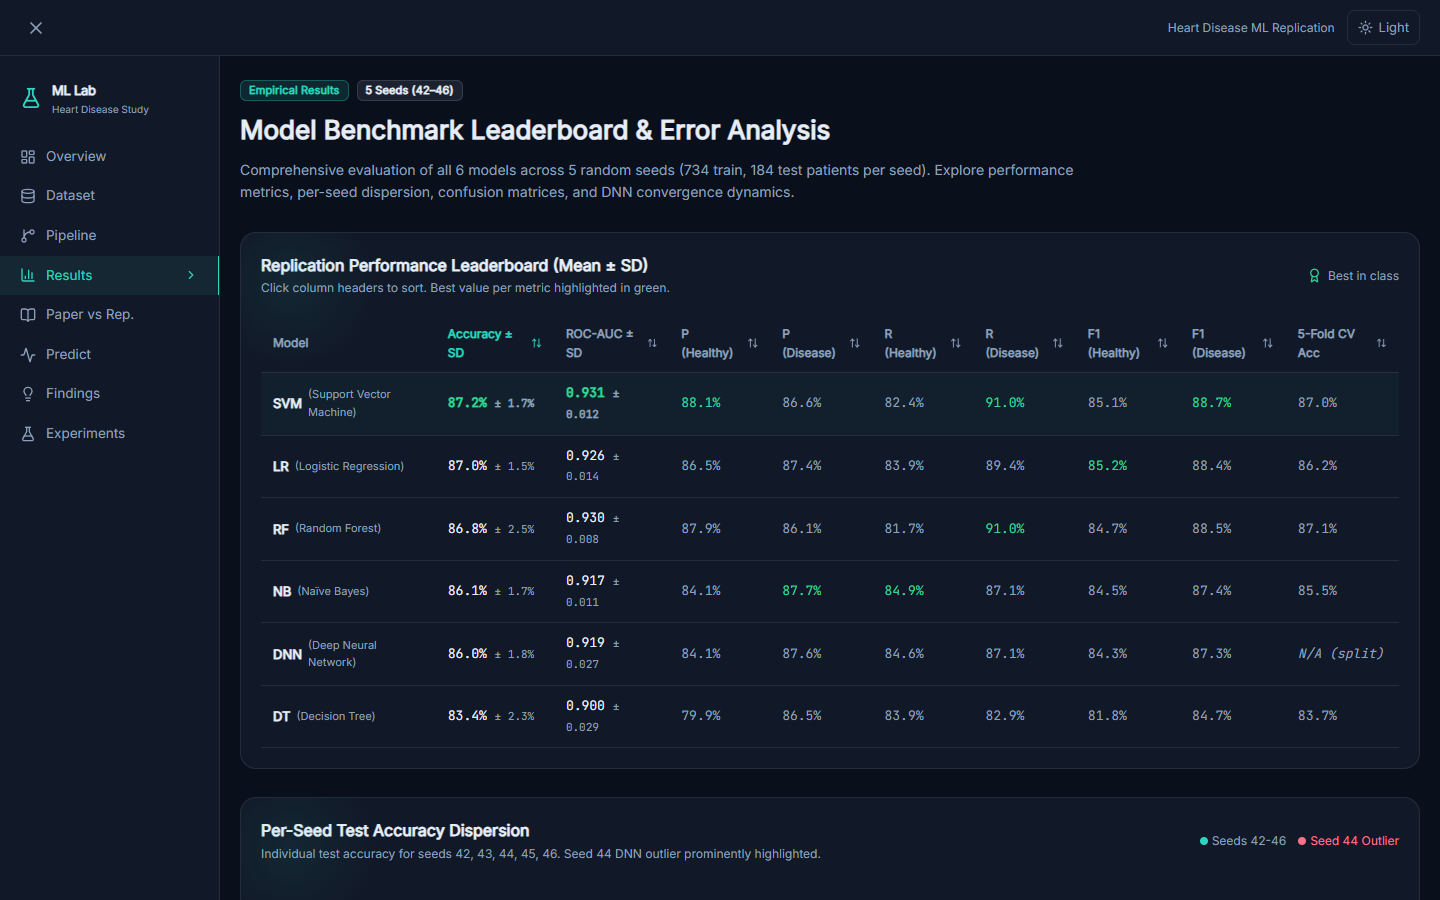 Heart Disease ML Replication
Light
ML Lab
Heart Disease Study
Overview
Dataset
Pipeline
Results
Paper vs Rep.
Predict
Findings
Experiments
Empirical Results
5 Seeds (42–46)
Model Benchmark Leaderboard & Error Analysis
Comprehensive evaluation of all 6 models across 5 random seeds (734 train, 184 test patients per seed). Explore performance
metrics, per-seed dispersion, confusion matrices, and DNN convergence dynamics.
Replication Performance Leaderboard (Mean ± SD)
Click column headers to sort. Best value per metric highlighted in green.
Best in class
Model Accuracy ± SD ROC-AUC ± SD P (Healthy) P (Disease) R (Healthy) R (Disease) F1 (Healthy) F1 (Disease) 5-Fold CV Acc
SVM (Support Vector Machine) 87.2% ± 1.7% 0.931 ± 0.012 88.1% 86.6% 82.4% 91.0% 85.1% 88.7% 87.0%
LR (Logistic Regression) 87.0% ± 1.5% 0.926 ± 0.014 86.5% 87.4% 83.9% 89.4% 85.2% 88.4% 86.2%
RF (Random Forest) 86.8% ± 2.5% 0.930 ± 0.008 87.9% 86.1% 81.7% 91.0% 84.7% 88.5% 87.1%
NB (Naïve Bayes) 86.1% ± 1.7% 0.917 ± 0.011 84.1% 87.7% 84.9% 87.1% 84.5% 87.4% 85.5%
DNN (Deep Neural Network) 86.0% ± 1.8% 0.919 ± 0.027 84.1% 87.6% 84.6% 87.1% 84.3% 87.3% N/A (split)
DT (Decision Tree) 83.4% ± 2.3% 0.900 ± 0.029 79.9% 86.5% 83.9% 82.9% 81.8% 84.7% 83.7%
Per-Seed Test Accuracy Dispersion
Individual test accuracy for seeds 42, 43, 44, 45, 46. Seed 44 DNN outlier prominently highlighted.
Seeds 42-46
Seed 44 Outlier